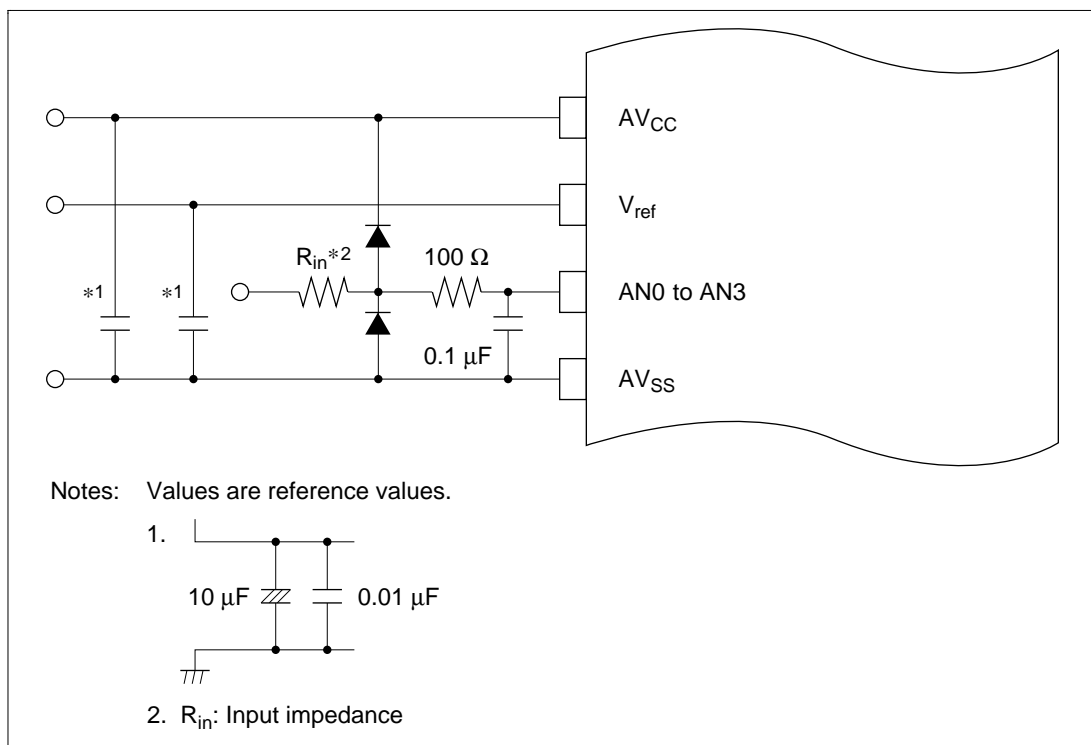 AVCC
Vref
Rin*2
100 Ω
*1
*1
AN0 to AN3
0.1 μF
AVSS
Notes: Values are reference values.
1.
10 μF
0.01 μF
2. Rin: Input impedance